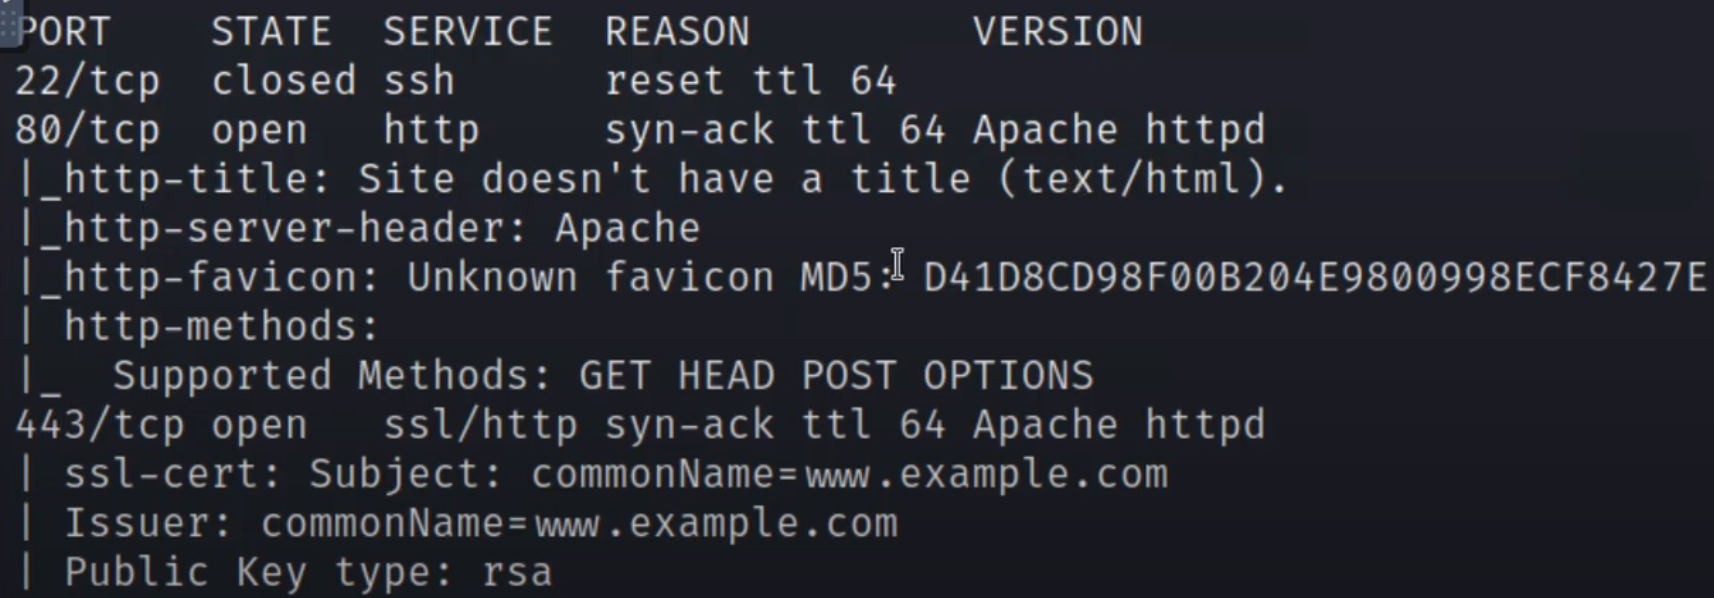 PORT    STATE  SERVICE  REASON         VERSION
22/tcp  closed ssh      reset ttl 64
80/tcp  open   http     syn-ack ttl 64 Apache httpd
|_http-title: Site doesn't have a title (text/html).
|_http-server-header: Apache
|_http-favicon: Unknown favicon MD5: D41D8CD98F00B204E9800998ECF8427E
| http-methods:
|_  Supported Methods: GET HEAD POST OPTIONS
443/tcp open   ssl/http syn-ack ttl 64 Apache httpd
| ssl-cert: Subject: commonName=www.example.com
| Issuer: commonName=www.example.com
| Public Key type: rsa